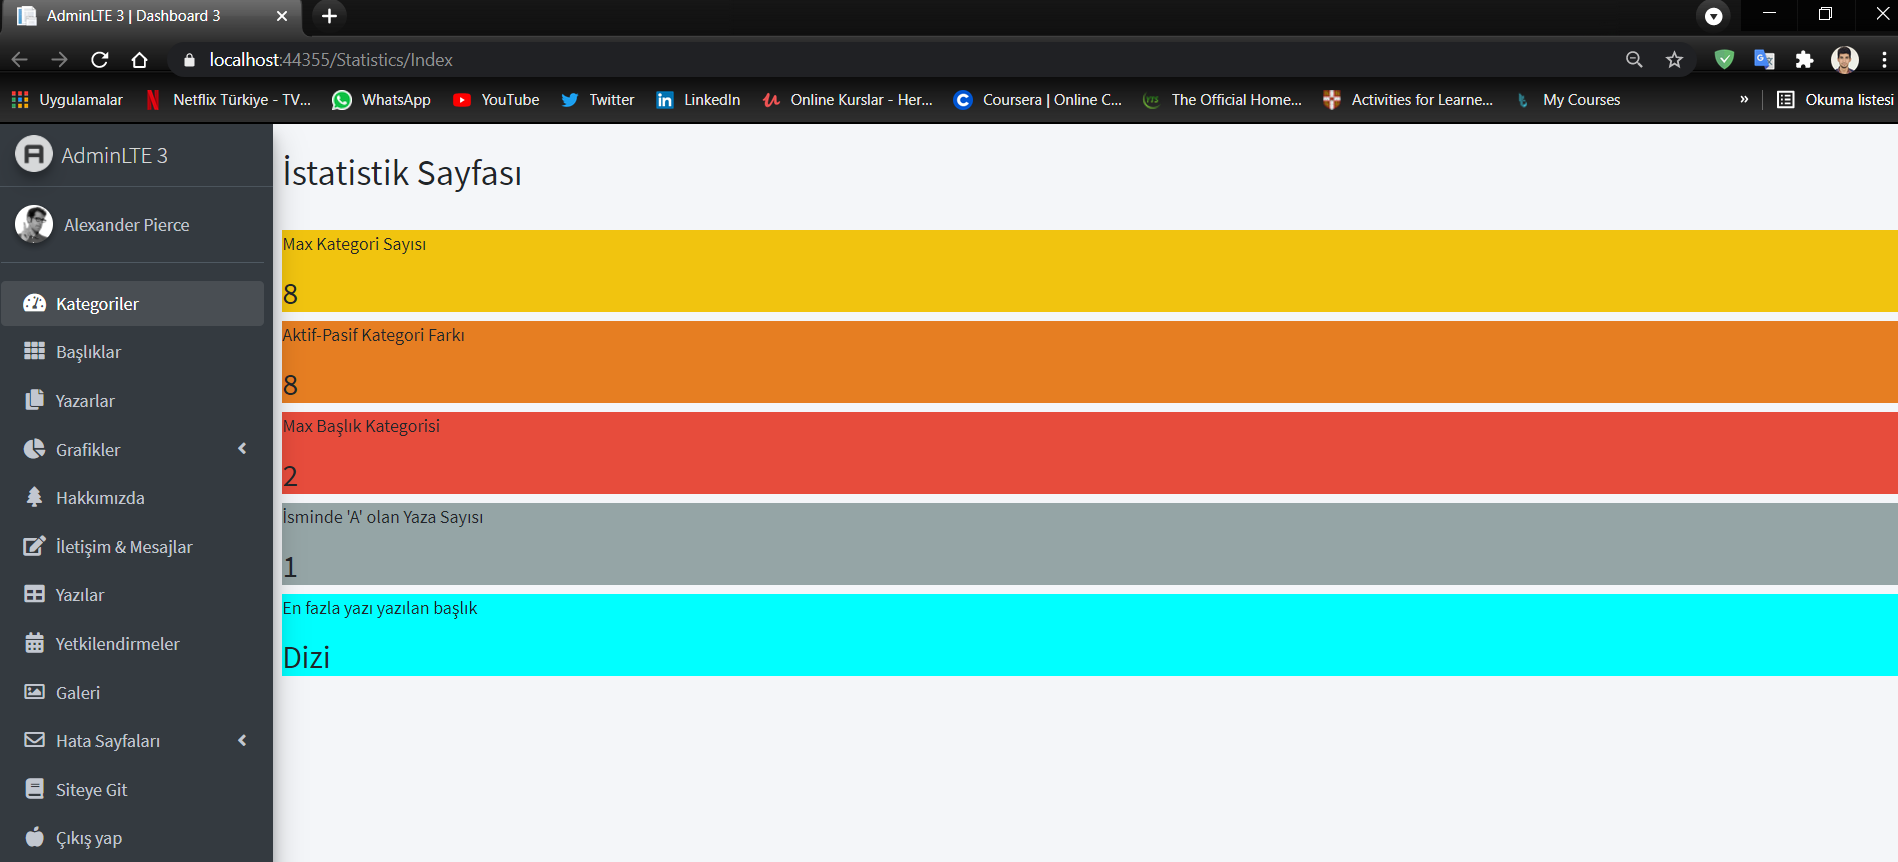 AdminLTE 3 | Dashboard 3
localhost:44355/Statistics/Index
Uygulamalar Netflix Türkiye - TV... WhatsApp YouTube Twitter LinkedIn Online Kurslar - Her... Coursera | Online C... The Official Home... Activities for Learne... My Courses » Okuma listesi
AdminLTE 3
Alexander Pierce
Kategoriler
Başlıklar
Yazarlar
Grafikler
Hakkımızda
İletişim & Mesajlar
Yazılar
Yetkilendirmeler
Galeri
Hata Sayfaları
Siteye Git
Çıkış yap
İstatistik Sayfası
Max Kategori Sayısı
8
Aktif-Pasif Kategori Farkı
8
Max Başlık Kategorisi
2
İsminde 'A' olan Yaza Sayısı
1
En fazla yazı yazılan başlık
Dizi